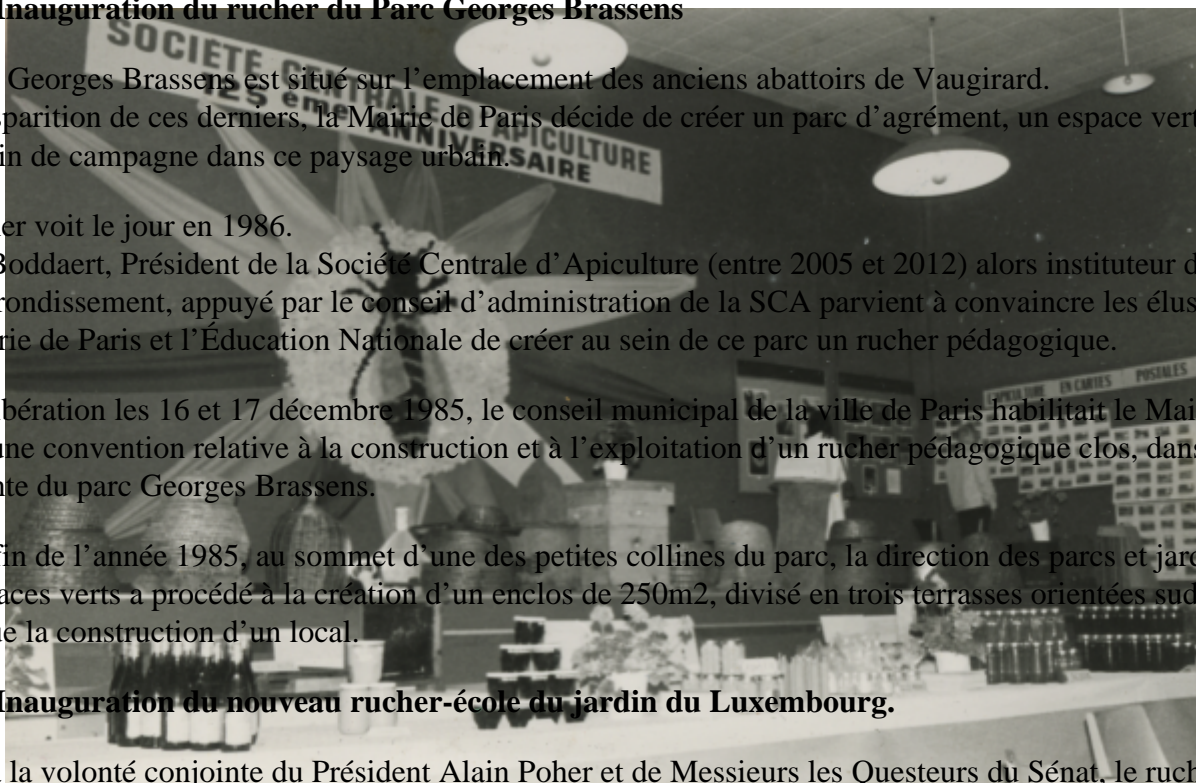 Inauguration du rucher du Parc Georges Brassens
SOCIÉTÉ CENTRALE D'APICULTURE
125 ème ANNIVERSAIRE
Georges Brassens est situé sur l’emplacement des anciens abattoirs de Vaugirard.
parition de ces derniers, la Mairie de Paris décide de créer un parc d’agrément, un espace vert
in de campagne dans ce paysage urbain.
er voit le jour en 1986.
Boddaert, Président de la Société Centrale d’Apiculture (entre 2005 et 2012) alors instituteur d
rondissement, appuyé par le conseil d’administration de la SCA parvient à convaincre les élus
rie de Paris et l’Éducation Nationale de créer au sein de ce parc un rucher pédagogique.
EN CARTES POSTALES
bération les 16 et 17 décembre 1985, le conseil municipal de la ville de Paris habilitait le Mai
une convention relative à la construction et à l’exploitation d’un rucher pédagogique clos, dans
nte du parc Georges Brassens.
fin de l’année 1985, au sommet d’une des petites collines du parc, la direction des parcs et jard
aces verts a procédé à la création d’un enclos de 250m2, divisé en trois terrasses orientées sud
ue la construction d’un local.
Inauguration du nouveau rucher-école du jardin du Luxembourg.
la volonté conjointe du Président Alain Poher et de Messieurs les Questeurs du Sénat, le ruch